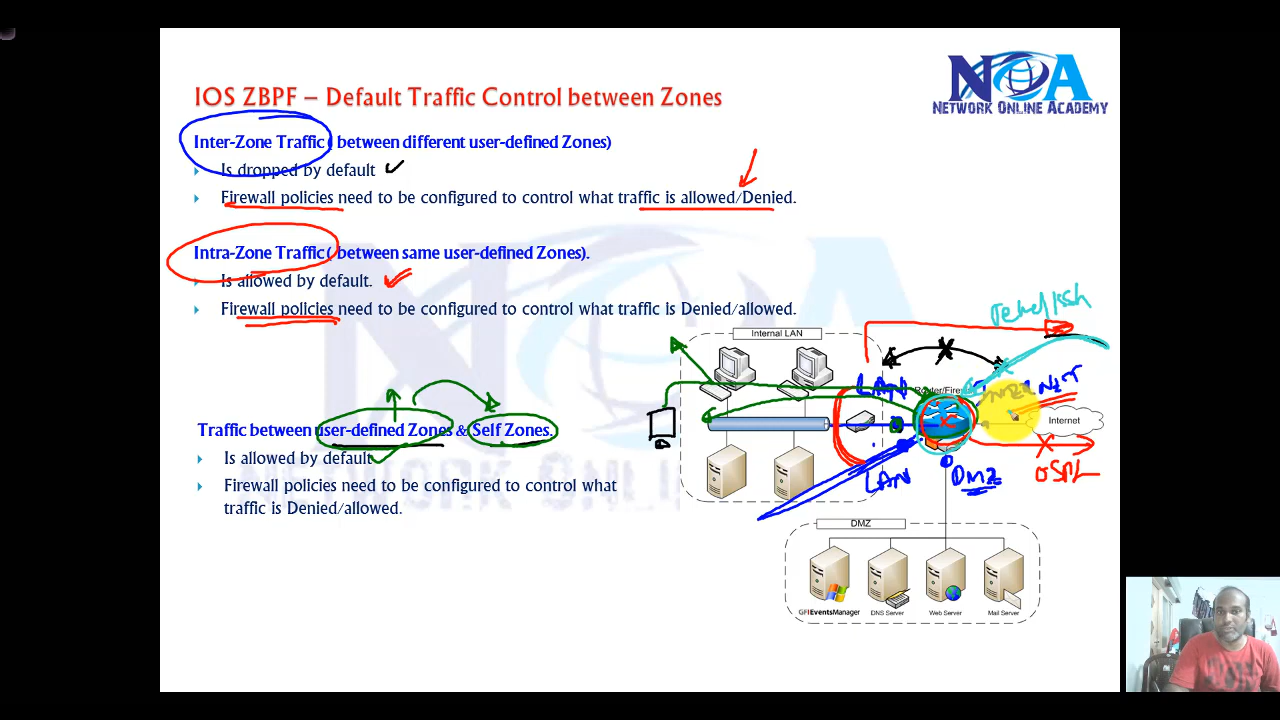 NOA
NETWORK ONLINE ACADEMY
IOS ZBPF – Default Traffic Control between Zones
Inter-Zone Traffic ( between different user-defined Zones)
Is dropped by default
Firewall policies need to be configured to control what traffic is allowed/Denied.
Intra-Zone Traffic ( between same user-defined Zones).
Is allowed by default.
Firewall policies need to be configured to control what traffic is Denied/allowed.
Traffic between user-defined Zones & Self Zones.
Is allowed by default
Firewall policies need to be configured to control what
traffic is Denied/allowed.
Internal LAN
LAN
Internet
LAN
DMZ
DMZ
GFI EventsManager
DNS Server
Web Server
Mail Server